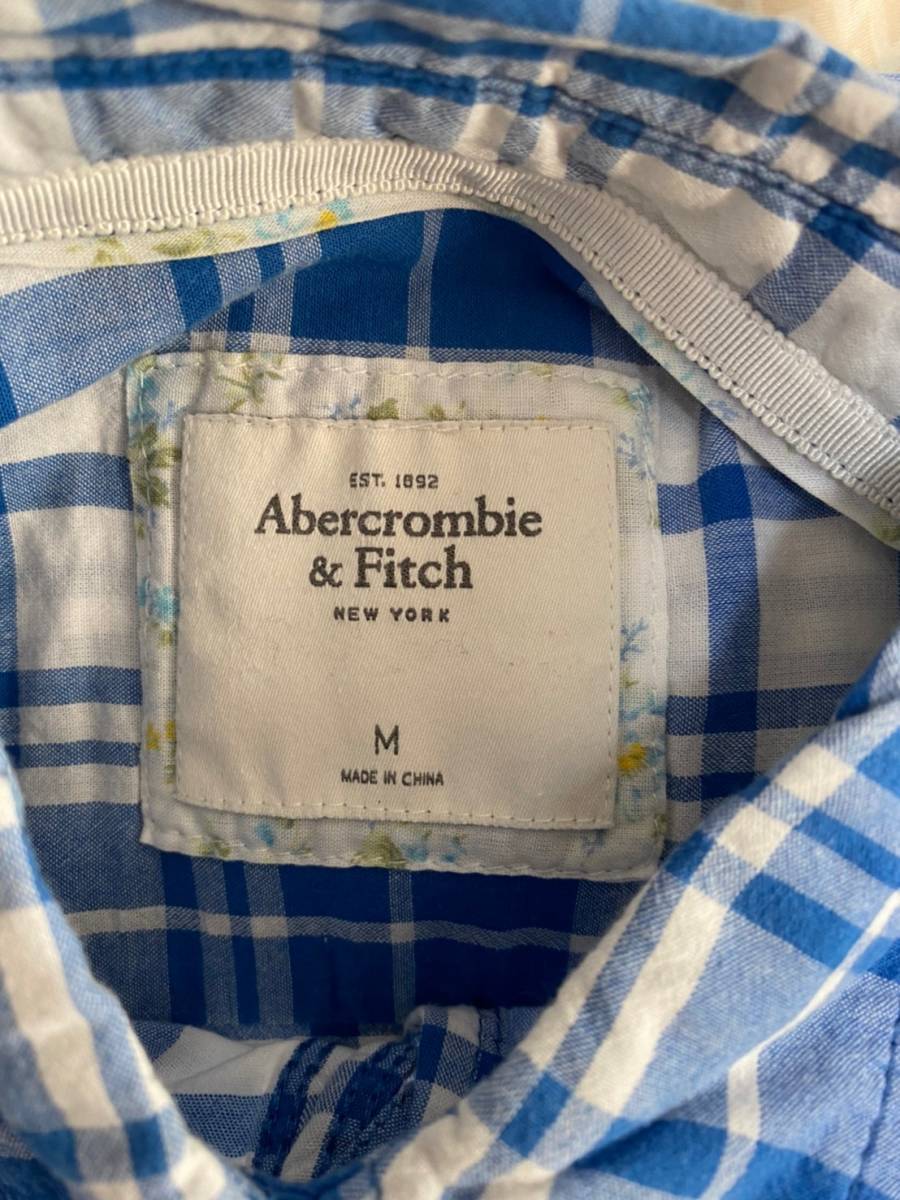 EST. 1892
Abercrombie
& Fitch
NEW YORK
M
MADE IN CHINA